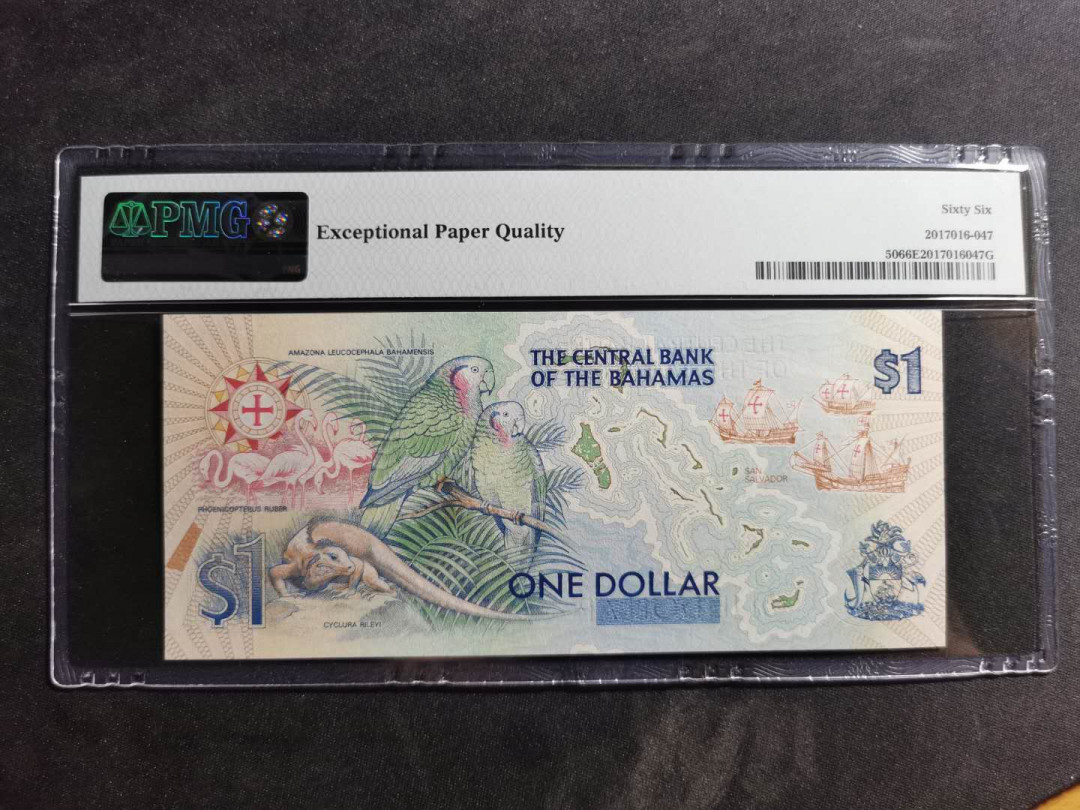 PMG
Exceptional Paper Quality
Sixty Six
2017016-047
5066E2017016047G
AMAZONA LEUCOCEPHALA BAHAMENSIS
THE CENTRAL BANK
OF THE BAHAMAS
$1
SAN
SALVADOR
PHOENICOPTERUS RUBER
$1
ONE DOLLAR
CYCLURA RILEYI